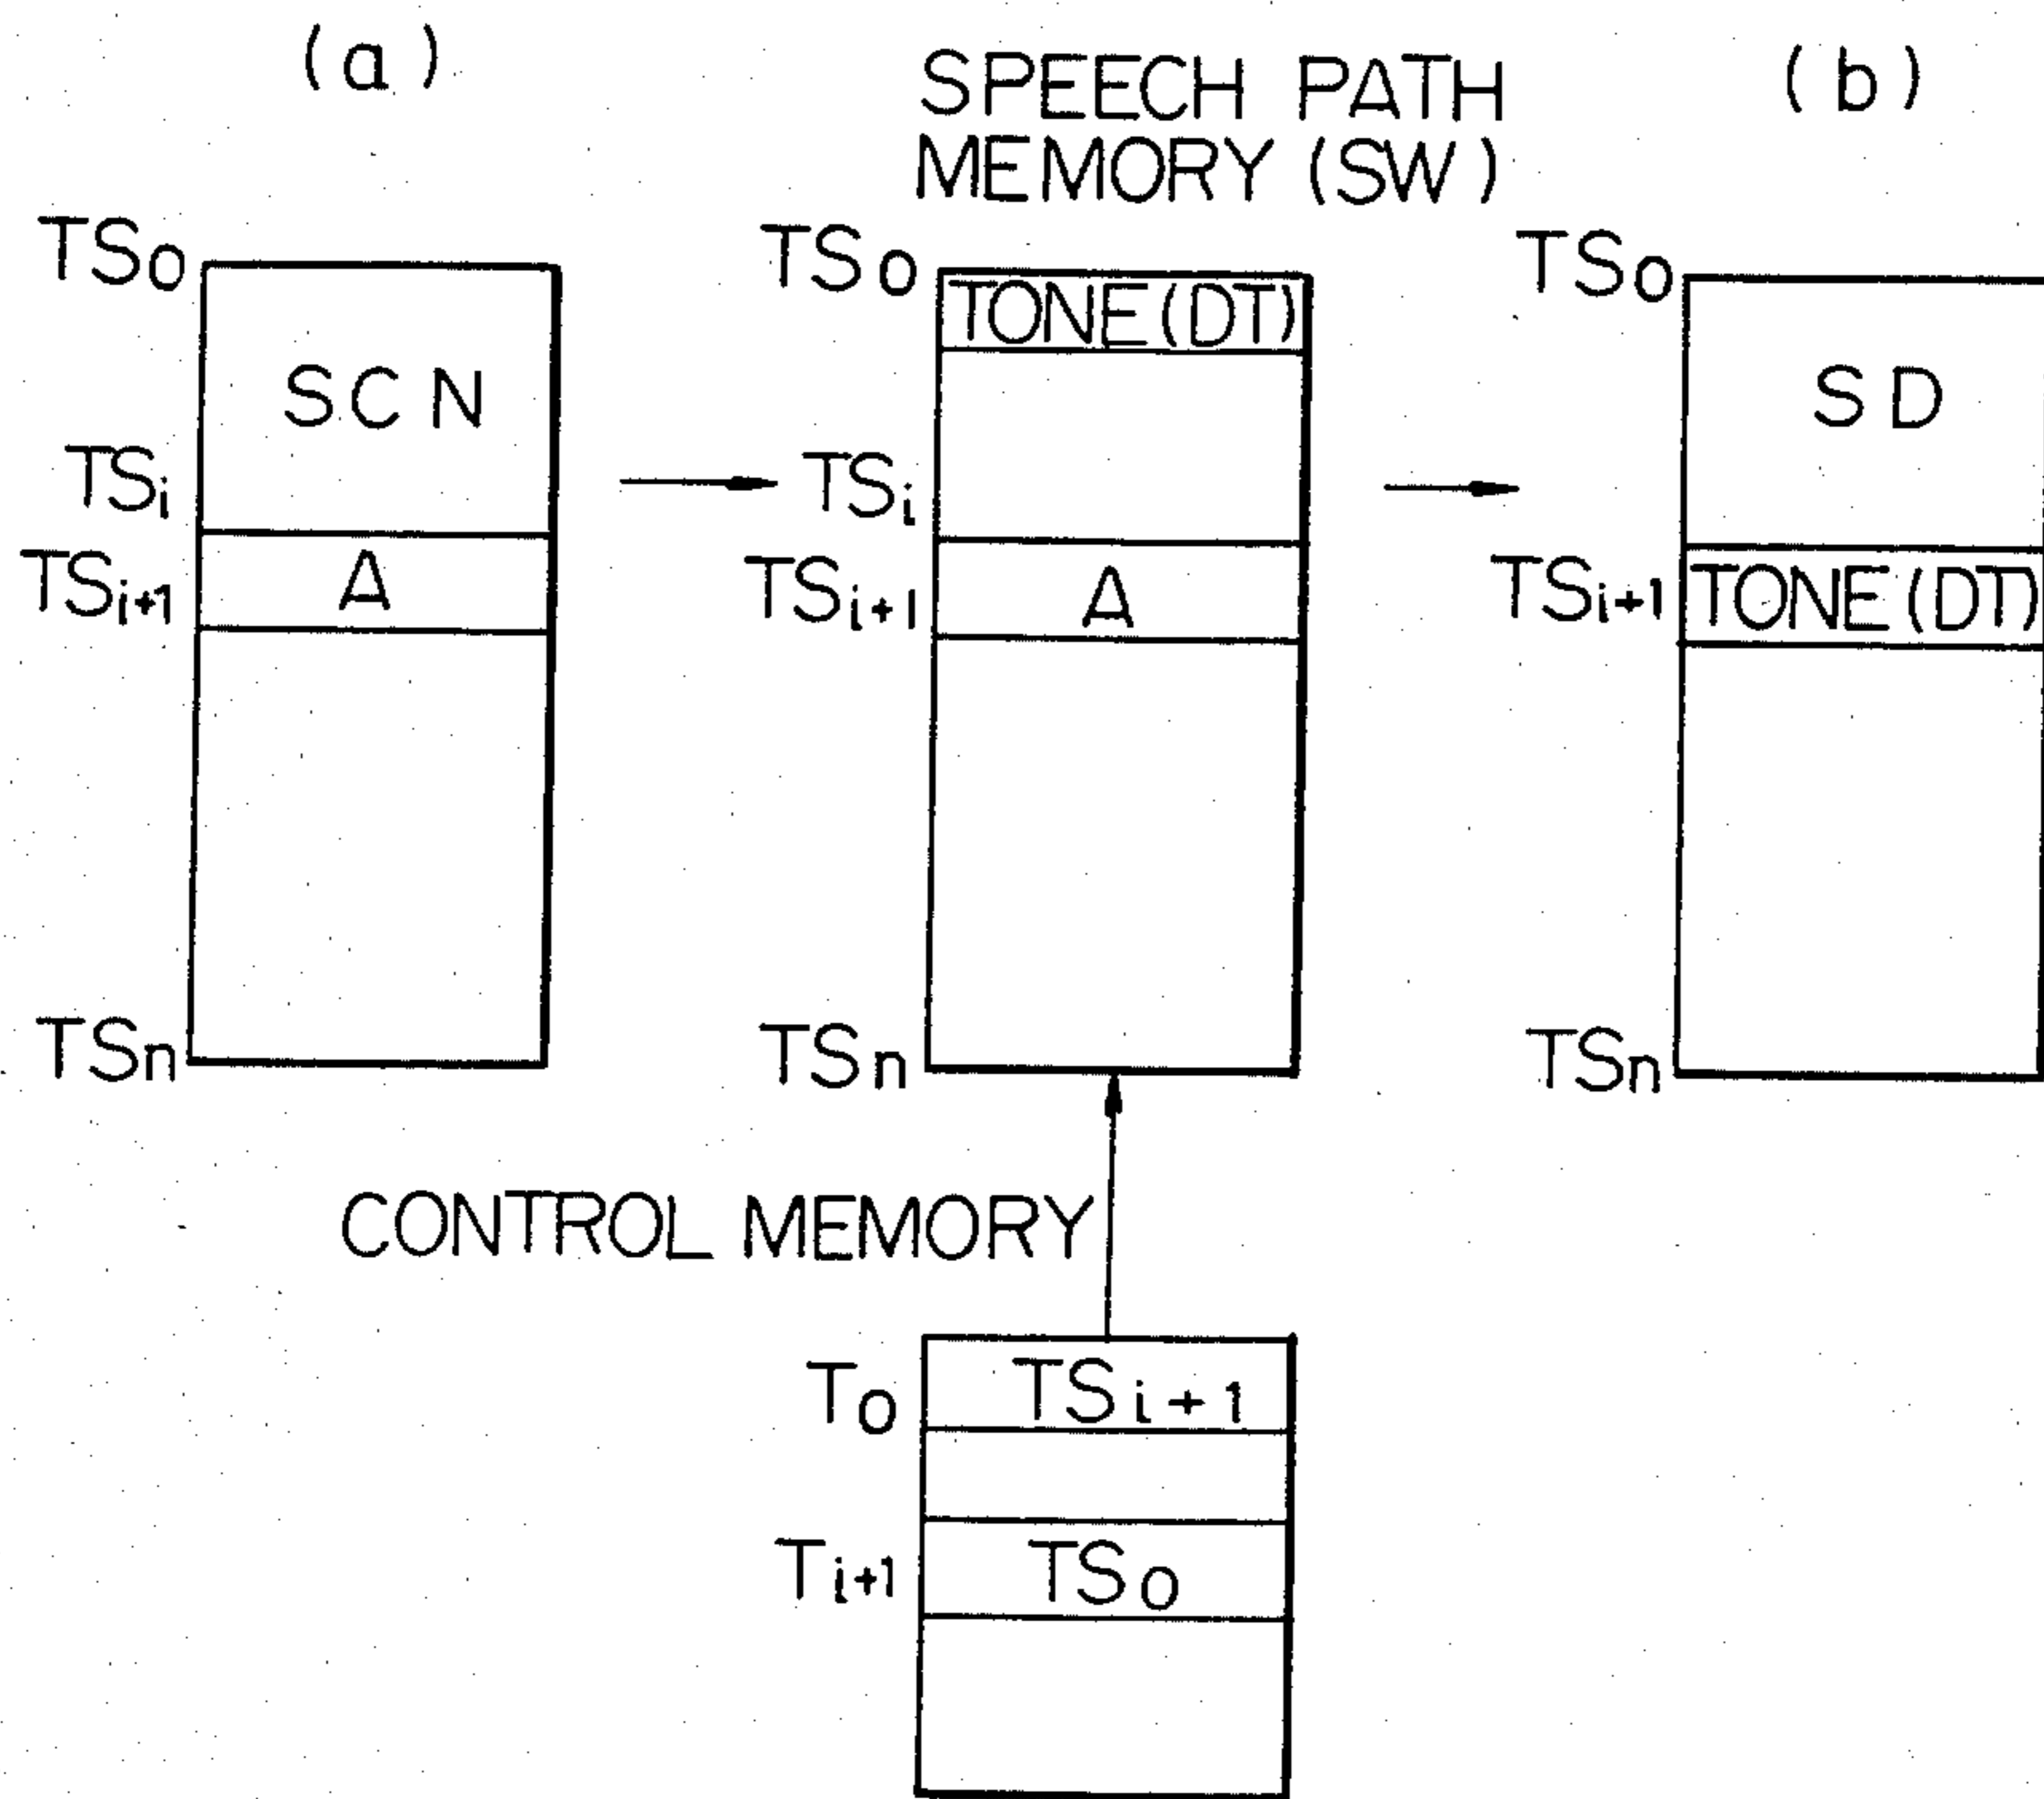 (a)
SPEECH PATH
MEMORY (SW)
(b)
TSo
SCN
TSi
TSi+1
A
TSn
TSo
TONE(DT)
TSi
TSi+1
A
TSn
TSo
SD
TSi+1
TONE(DT)
TSn
CONTROL MEMORY
To
TSi+1
Ti+1
TSo